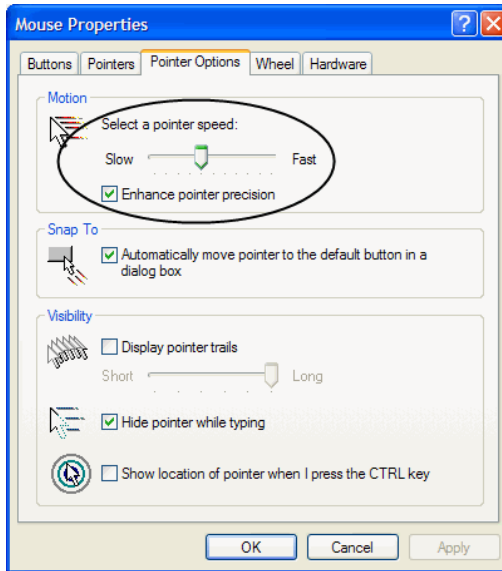 Mouse Properties
Buttons Pointers Pointer Options Wheel Hardware
Motion
Select a pointer speed:
Slow Fast
Enhance pointer precision
Snap To
Automatically move pointer to the default button in a
dialog box
Visibility
Display pointer trails
Short Long
Hide pointer while typing
Show location of pointer when I press the CTRL key
OK Cancel Apply